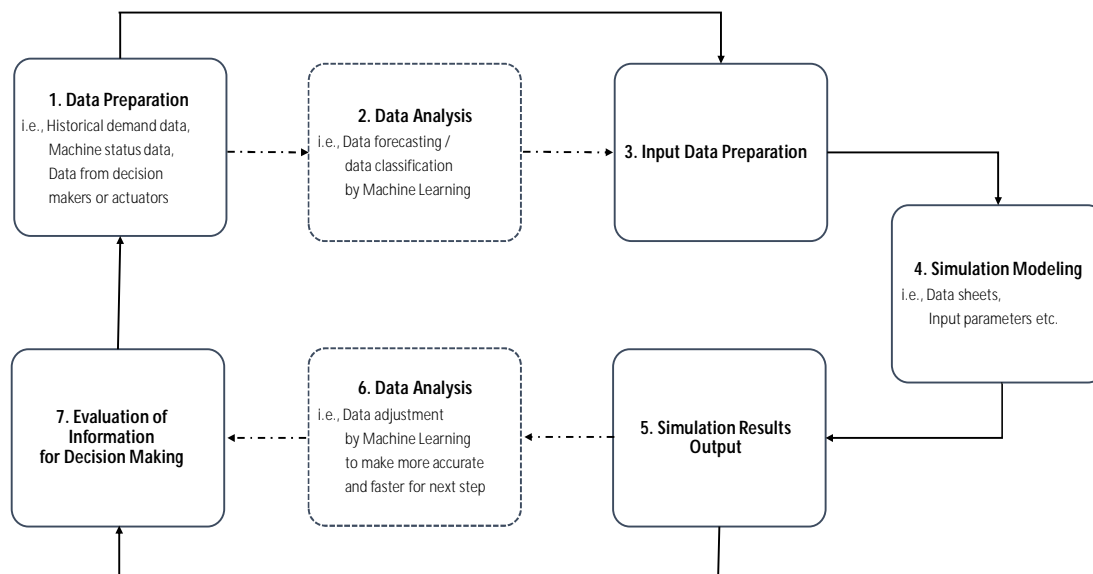 1. Data Preparation
i.e., Historical demand data,
Machine status data,
Data from decision
makers or actuators
2. Data Analysis
i.e., Data forecasting /
data classification
by Machine Learning
3. Input Data Preparation
4. Simulation Modeling
i.e., Data sheets,
Input parameters etc.
5. Simulation Results
Output
6. Data Analysis
i.e., Data adjustment
by Machine Learning
to make more accurate
and faster for next step
7. Evaluation of
Information
for Decision Making